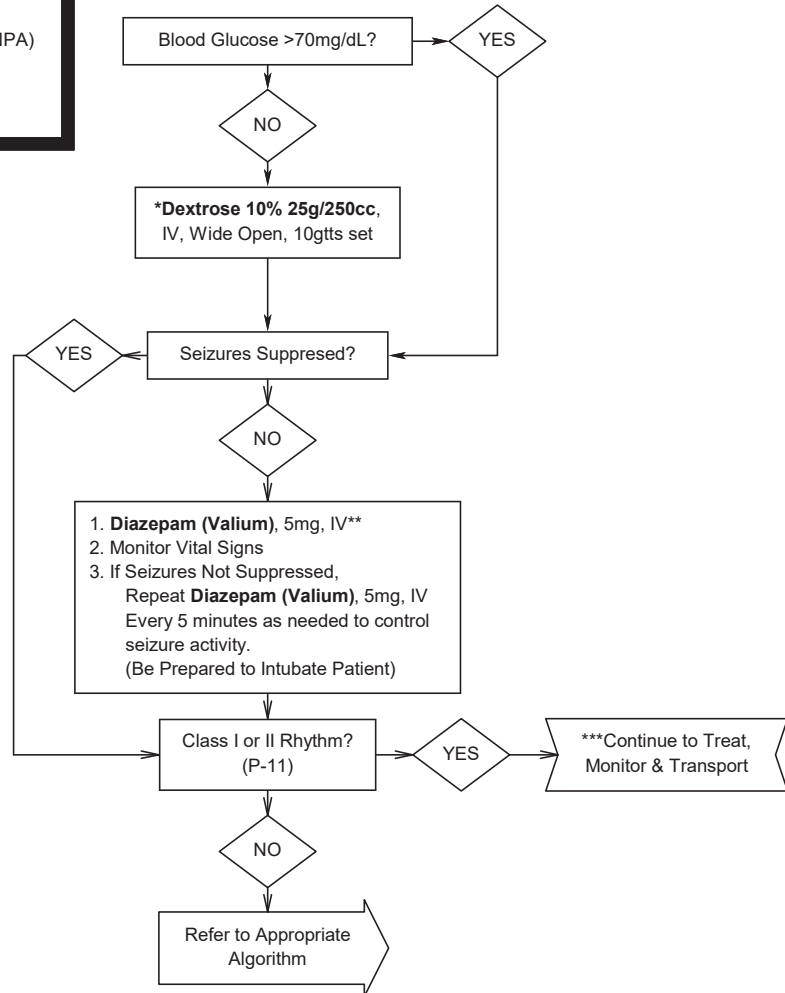 IPA)
Blood Glucose >70mg/dL?
YES
NO
*Dextrose 10% 25g/250cc,
IV, Wide Open, 10gtts set
YES
Seizures Suppresed?
NO
1. Diazepam (Valium), 5mg, IV**
2. Monitor Vital Signs
3. If Seizures Not Suppressed,
Repeat Diazepam (Valium), 5mg, IV
Every 5 minutes as needed to control
seizure activity.
(Be Prepared to Intubate Patient)
Class I or II Rhythm?
(P-11)
YES
***Continue to Treat,
Monitor & Transport
NO
Refer to Appropriate
Algorithm